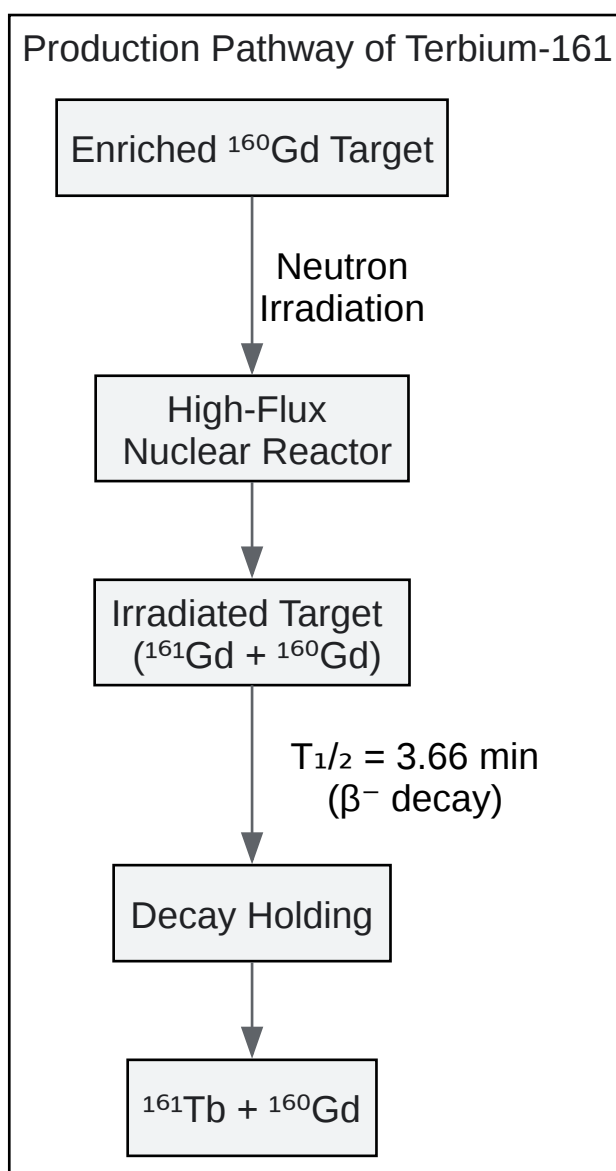 Production Pathway of Terbium-161
Enriched ¹⁶⁰Gd Target
Neutron
Irradiation
High-Flux
Nuclear Reactor
Irradiated Target
(¹⁶¹Gd + ¹⁶⁰Gd)
T₁/₂ = 3.66 min
(β⁻ decay)
Decay Holding
¹⁶¹Tb + ¹⁶⁰Gd